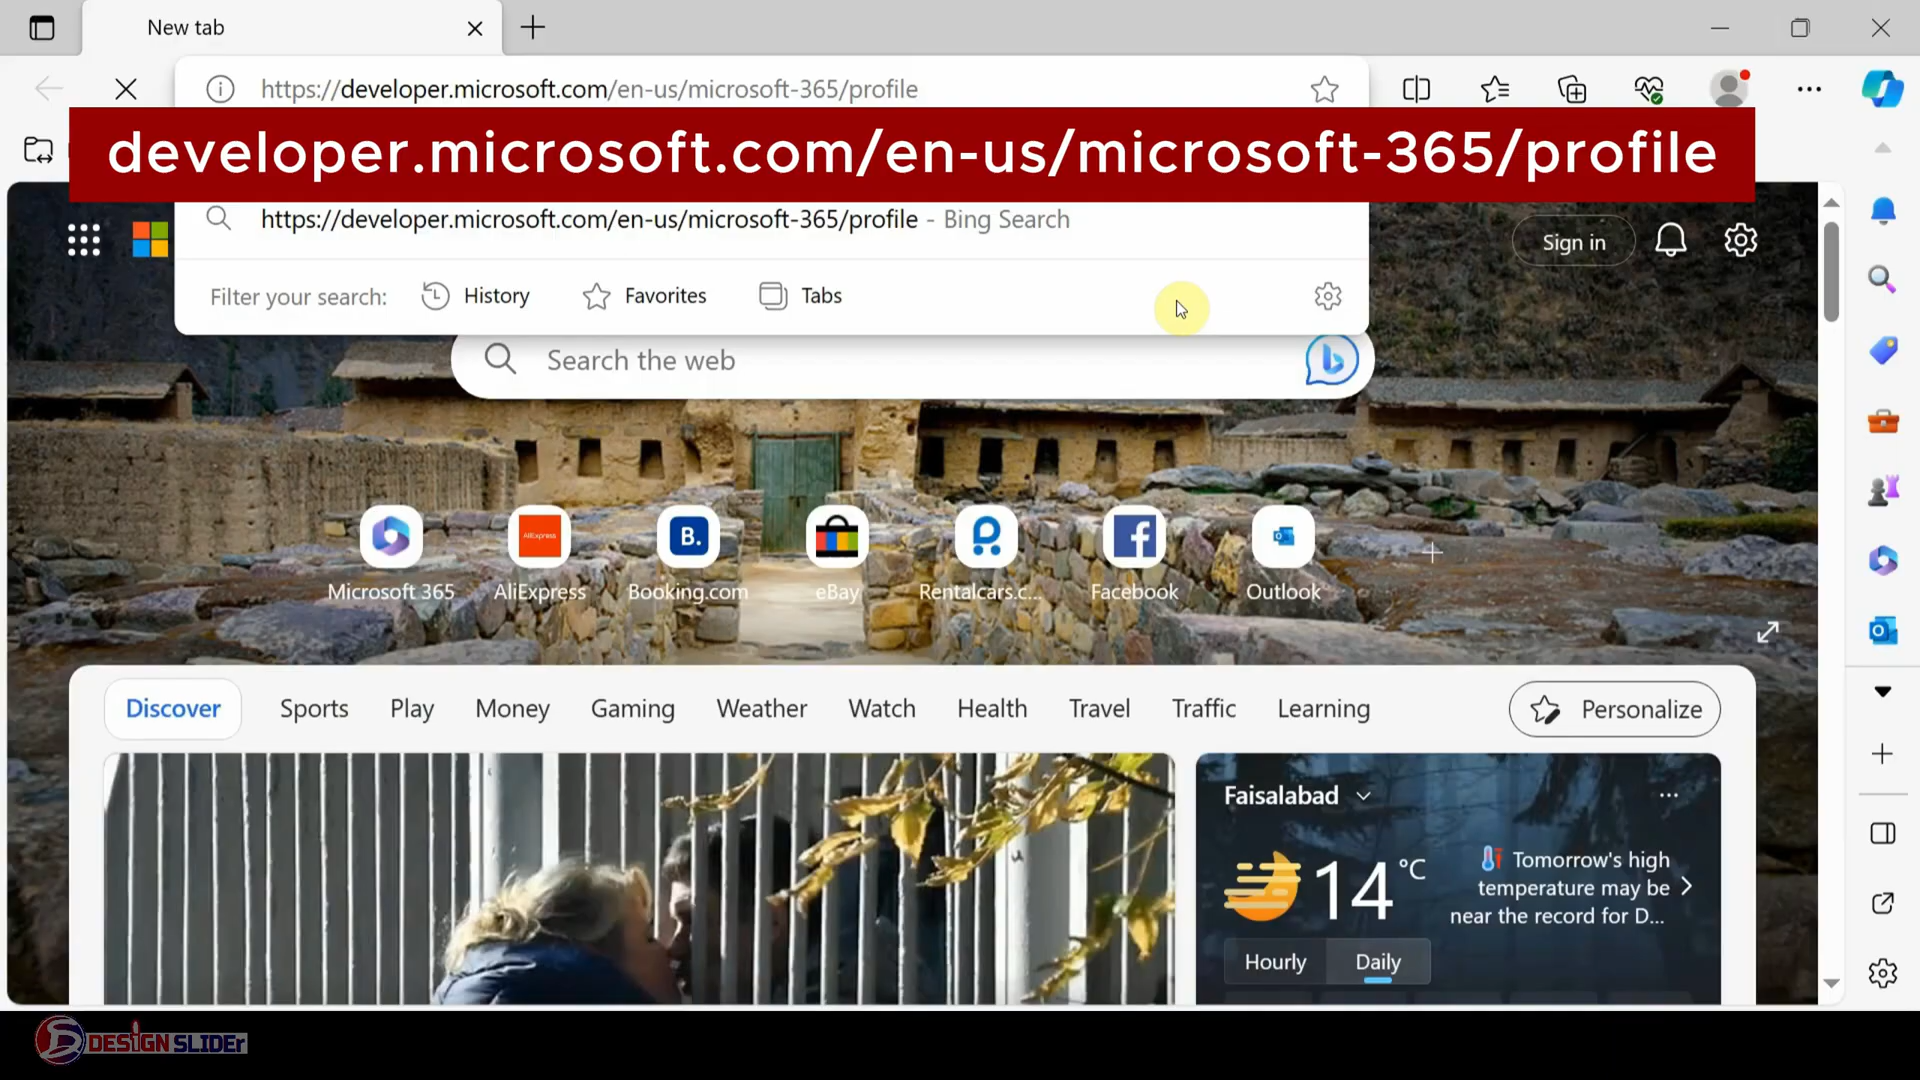 New tab
https://developer.microsoft.com/en-us/microsoft-365/profile
developer.microsoft.com/en-us/microsoft-365/profile
https://developer.microsoft.com/en-us/microsoft-365/profile - Bing Search
Sign in
Filter your search: History Favorites Tabs
Search the web
B.
AliExpress
Microsoft 365 AliExpress Booking.com eBay Rentalcars.c... Facebook Outlook
Discover Sports Play Money Gaming Weather Watch Health Travel Traffic Learning Personalize
Faisalabad
14 °C
Tomorrow's high
temperature may be
near the record for D...
Hourly Daily
DESIGN SLIDEr